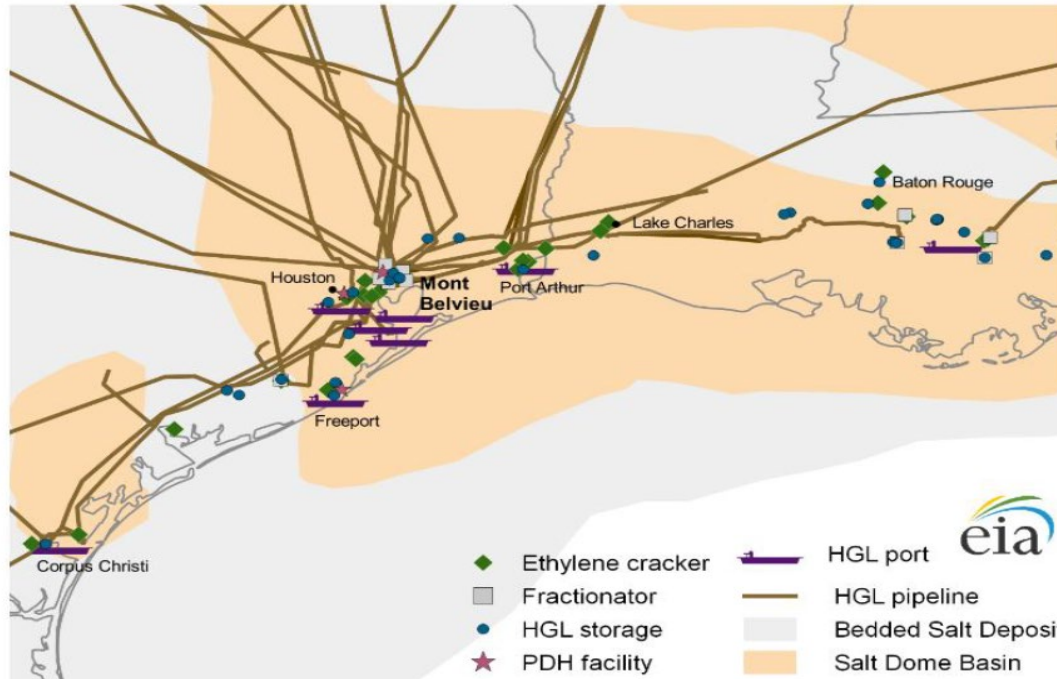 Baton Rouge
Lake Charles
Houston
Mont
Belvieu
Port Arthur
Freeport
Corpus Christi
eia
Ethylene cracker
Fractionator
HGL storage
PDH facility
HGL port
HGL pipeline
Bedded Salt Deposit
Salt Dome Basin